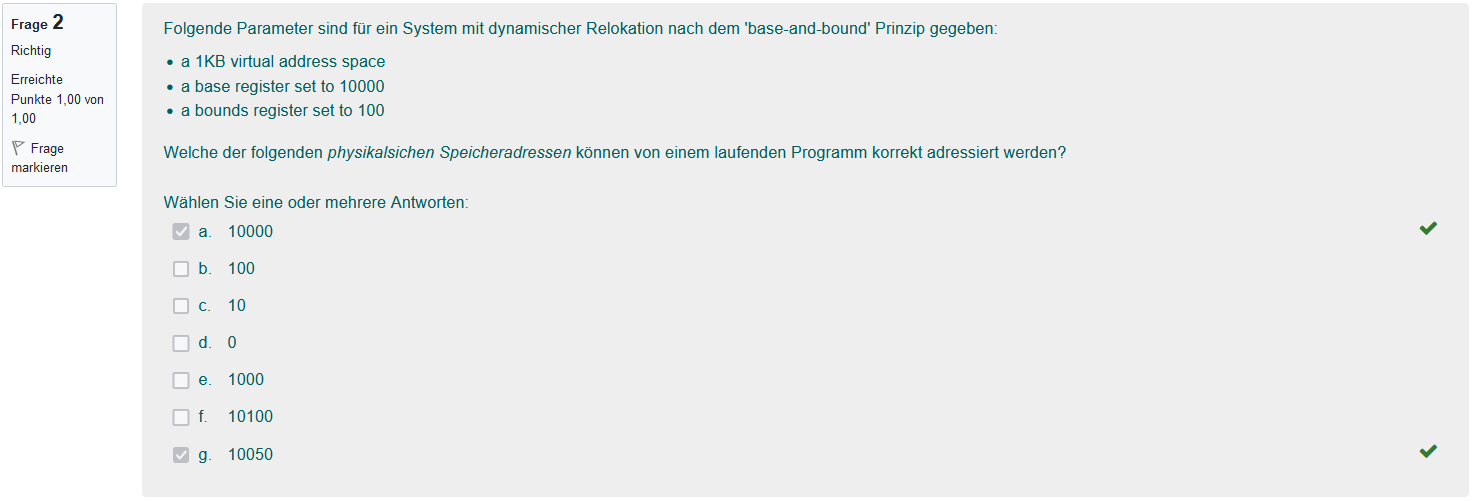 Frage 2
Richtig
Erreichte
Punkte 1,00 von
1,00
Frage
markieren
Folgende Parameter sind für ein System mit dynamischer Relokation nach dem 'base-and-bound' Prinzip gegeben:
• a 1KB virtual address space
• a base register set to 10000
• a bounds register set to 100
Welche der folgenden physikalsichen Speicheradressen können von einem laufenden Programm korrekt adressiert werden?
Wählen Sie eine oder mehrere Antworten:
a. 10000
b. 100
c. 10
d. 0
e. 1000
f. 10100
g. 10050